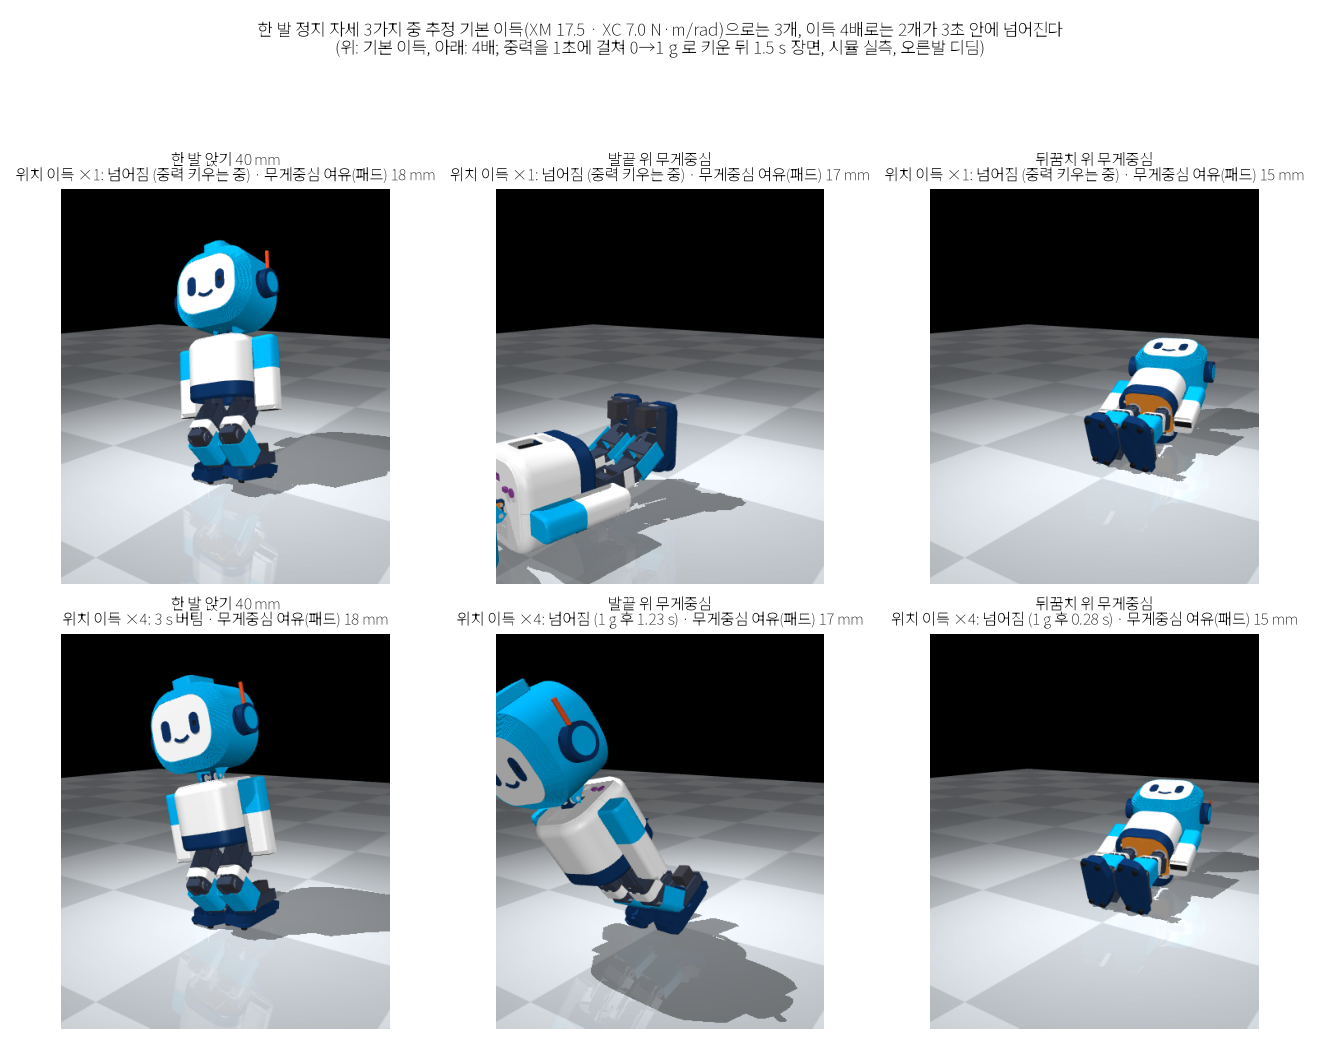 한 발 정지 자세 3가지 중 추정 기본 이득(XM 17.5 · XC 7.0 N·m/rad)으로는 3개, 이득 4배로는 2개가 3초 안에 넘어진다
(위: 기본 이득, 아래: 4배; 중력을 1초에 걸쳐 0→1 g 로 키운 뒤 1.5 s 장면, 시뮬 실측, 오른발 디딤)
한 발 앉기 40 mm
위치 이득 ×1: 넘어짐 (중력 키우는 중) · 무게중심 여유(패드) 18 mm
발끝 위 무게중심
위치 이득 ×1: 넘어짐 (중력 키우는 중) · 무게중심 여유(패드) 17 mm
뒤꿈치 위 무게중심
위치 이득 ×1: 넘어짐 (중력 키우는 중) · 무게중심 여유(패드) 15 mm
한 발 앉기 40 mm
위치 이득 ×4: 3 s 버팀 · 무게중심 여유(패드) 18 mm
발끝 위 무게중심
위치 이득 ×4: 넘어짐 (1 g 후 1.23 s) · 무게중심 여유(패드) 17 mm
뒤꿈치 위 무게중심
위치 이득 ×4: 넘어짐 (1 g 후 0.28 s) · 무게중심 여유(패드) 15 mm